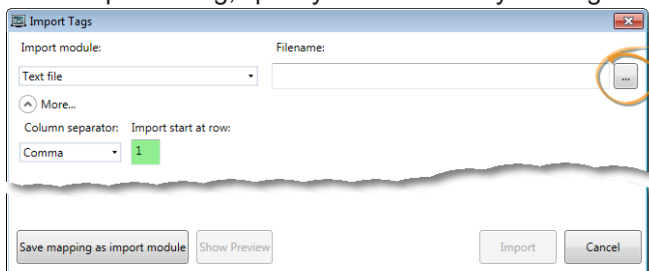 Import Tags
Import module: Filename:
Text file ...
More...
Column separator: Import start at row:
Comma 1
Save mapping as import module Show Preview Import Cancel